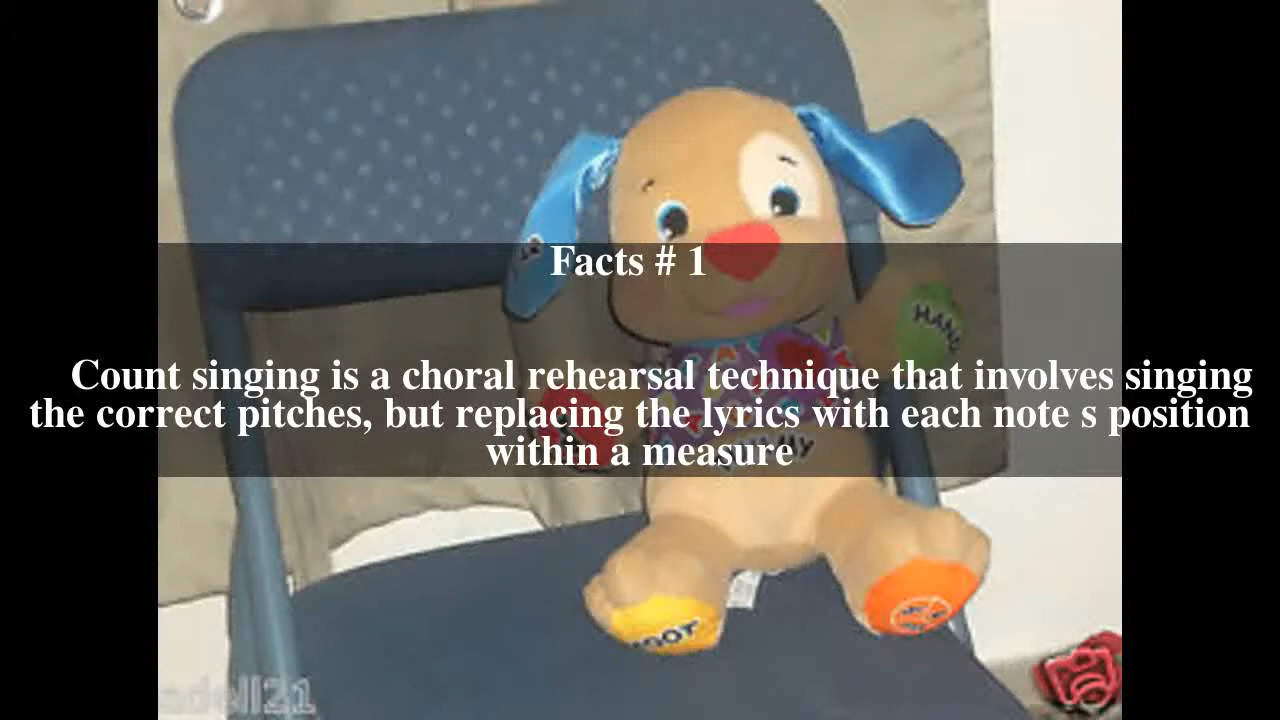 Facts # 1
HAND
Count singing is a choral rehearsal technique that involves singing
the correct pitches, but replacing the lyrics with each note s position
within a measure